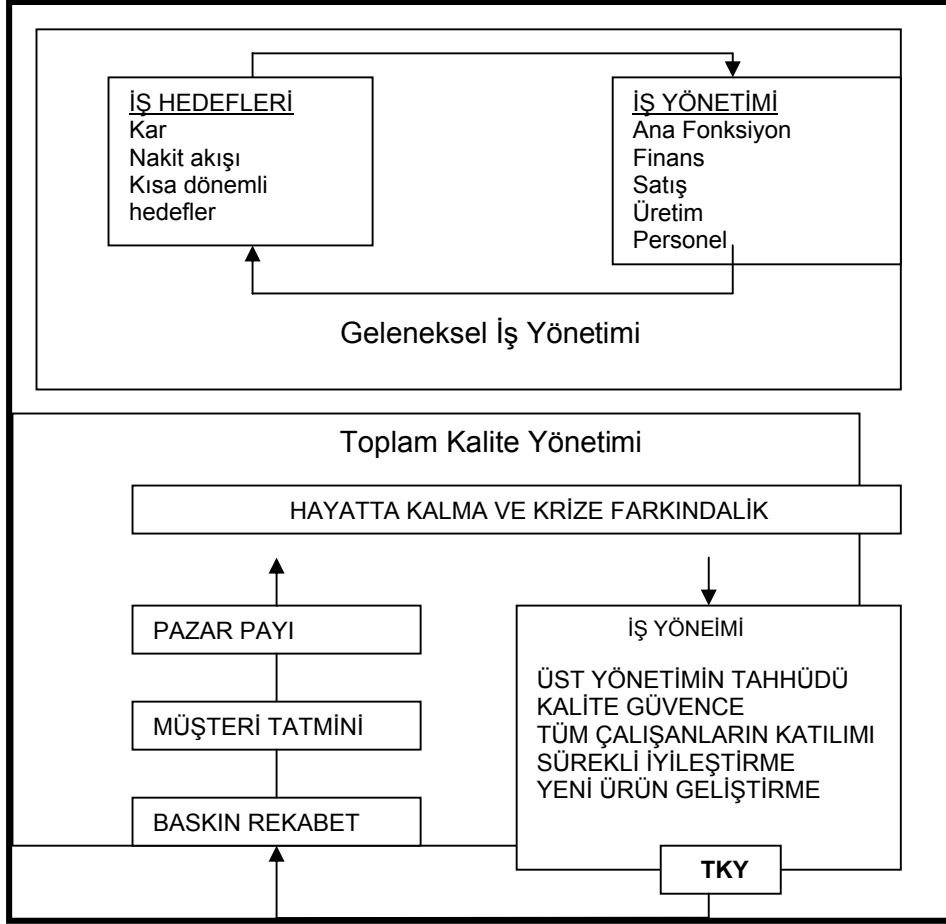 İŞ HEDEFLERİ
Kar
Nakit akışı
Kısa dönemli
hedefler
İŞ YÖNETİMİ
Ana Fonksiyon
Finans
Satış
Üretim
Personel
Geleneksel İş Yönetimi
Toplam Kalite Yönetimi
HAYATTA KALMA VE KRİZE FARKINDALİK
PAZAR PAYI
MÜŞTERİ TATMİNİ
BASKIN REKABET
İŞ YÖNEİMİ
ÜST YÖNETİMİN TAHHÜDÜ
KALİTE GÜVENCE
TÜM ÇALIŞANLARIN KATILIMI
SÜREKLİ İYİLEŞTİRME
YENİ ÜRÜN GELİŞTİRME
TKY